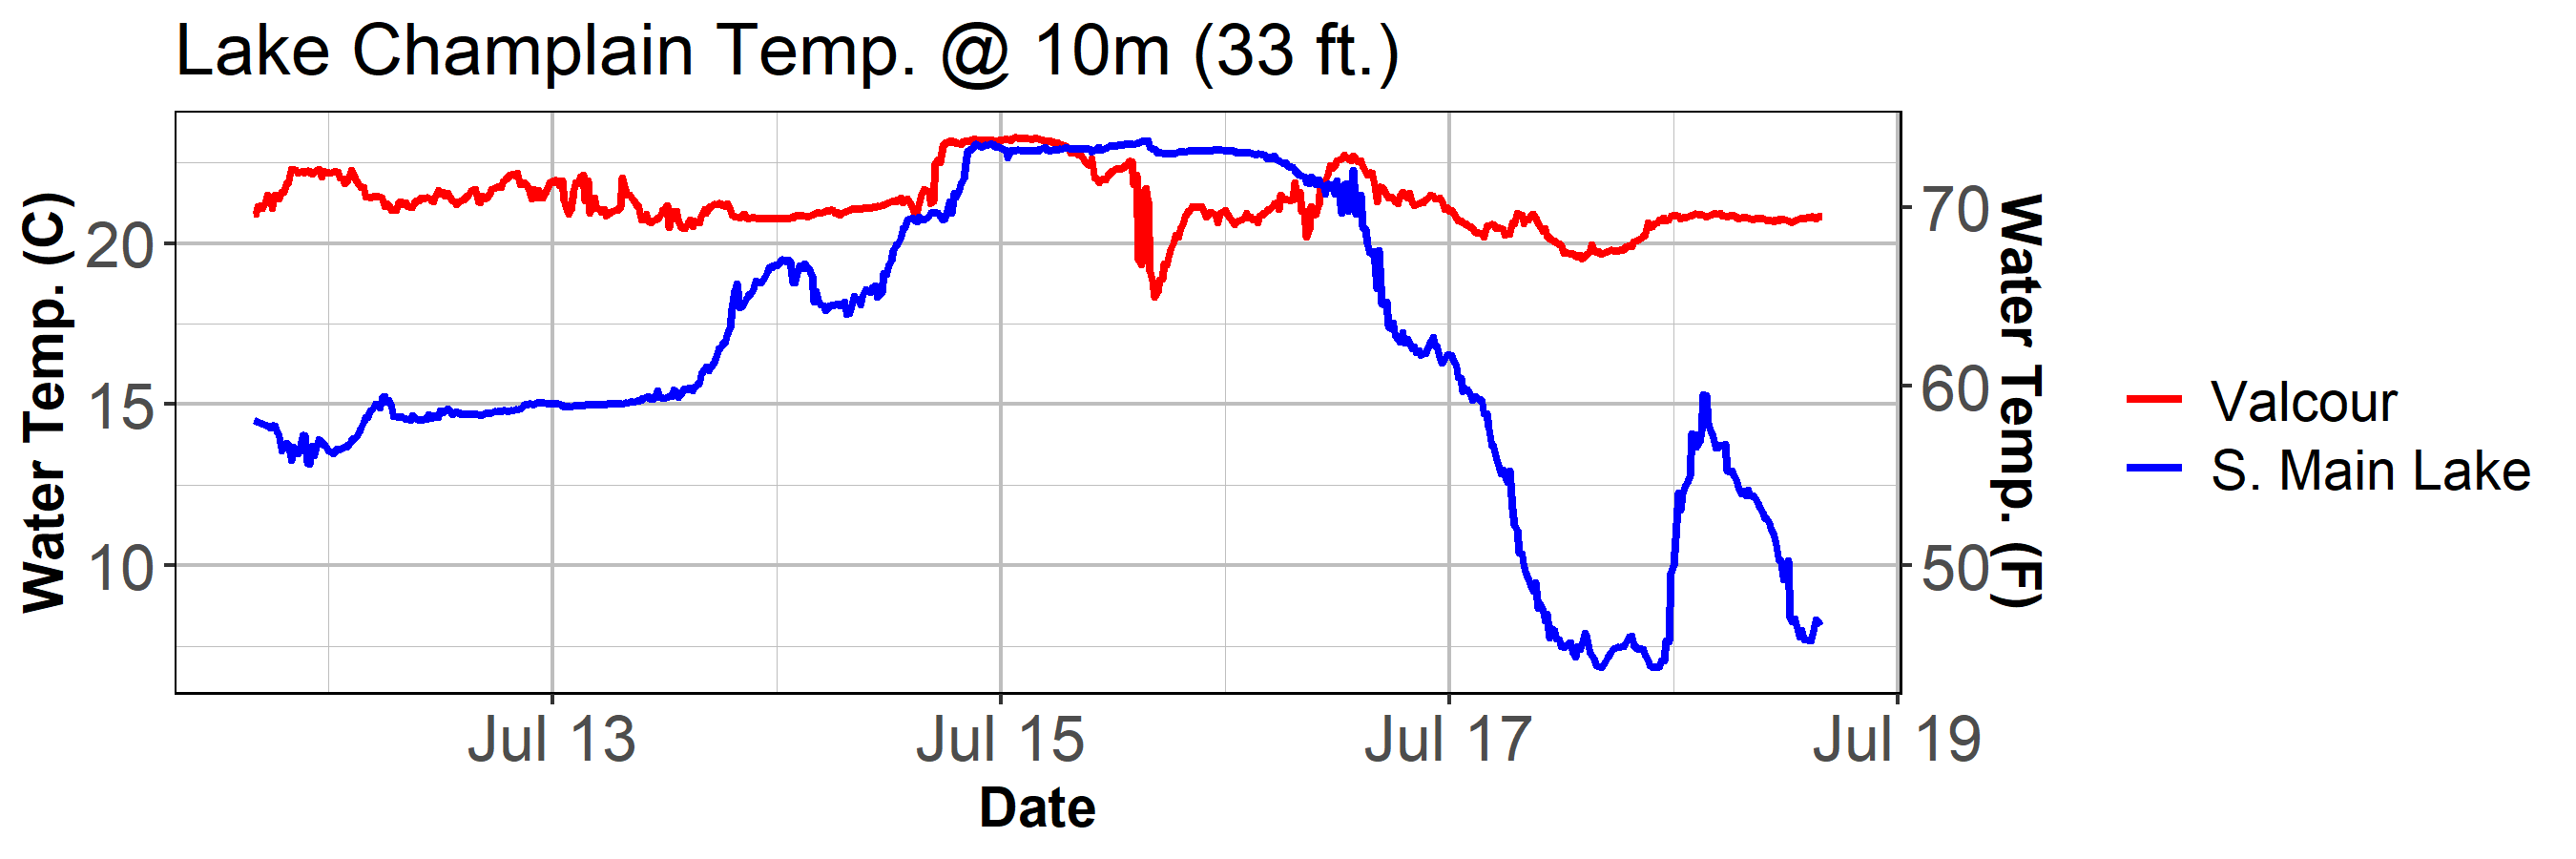 Lake Champlain Temp. @ 10m (33 ft.)
Water Temp. (C)
20
15
10
70
60
50
Water Temp. (F)
Valcour
S. Main Lake
Jul 13
Jul 15
Jul 17
Jul 19
Date